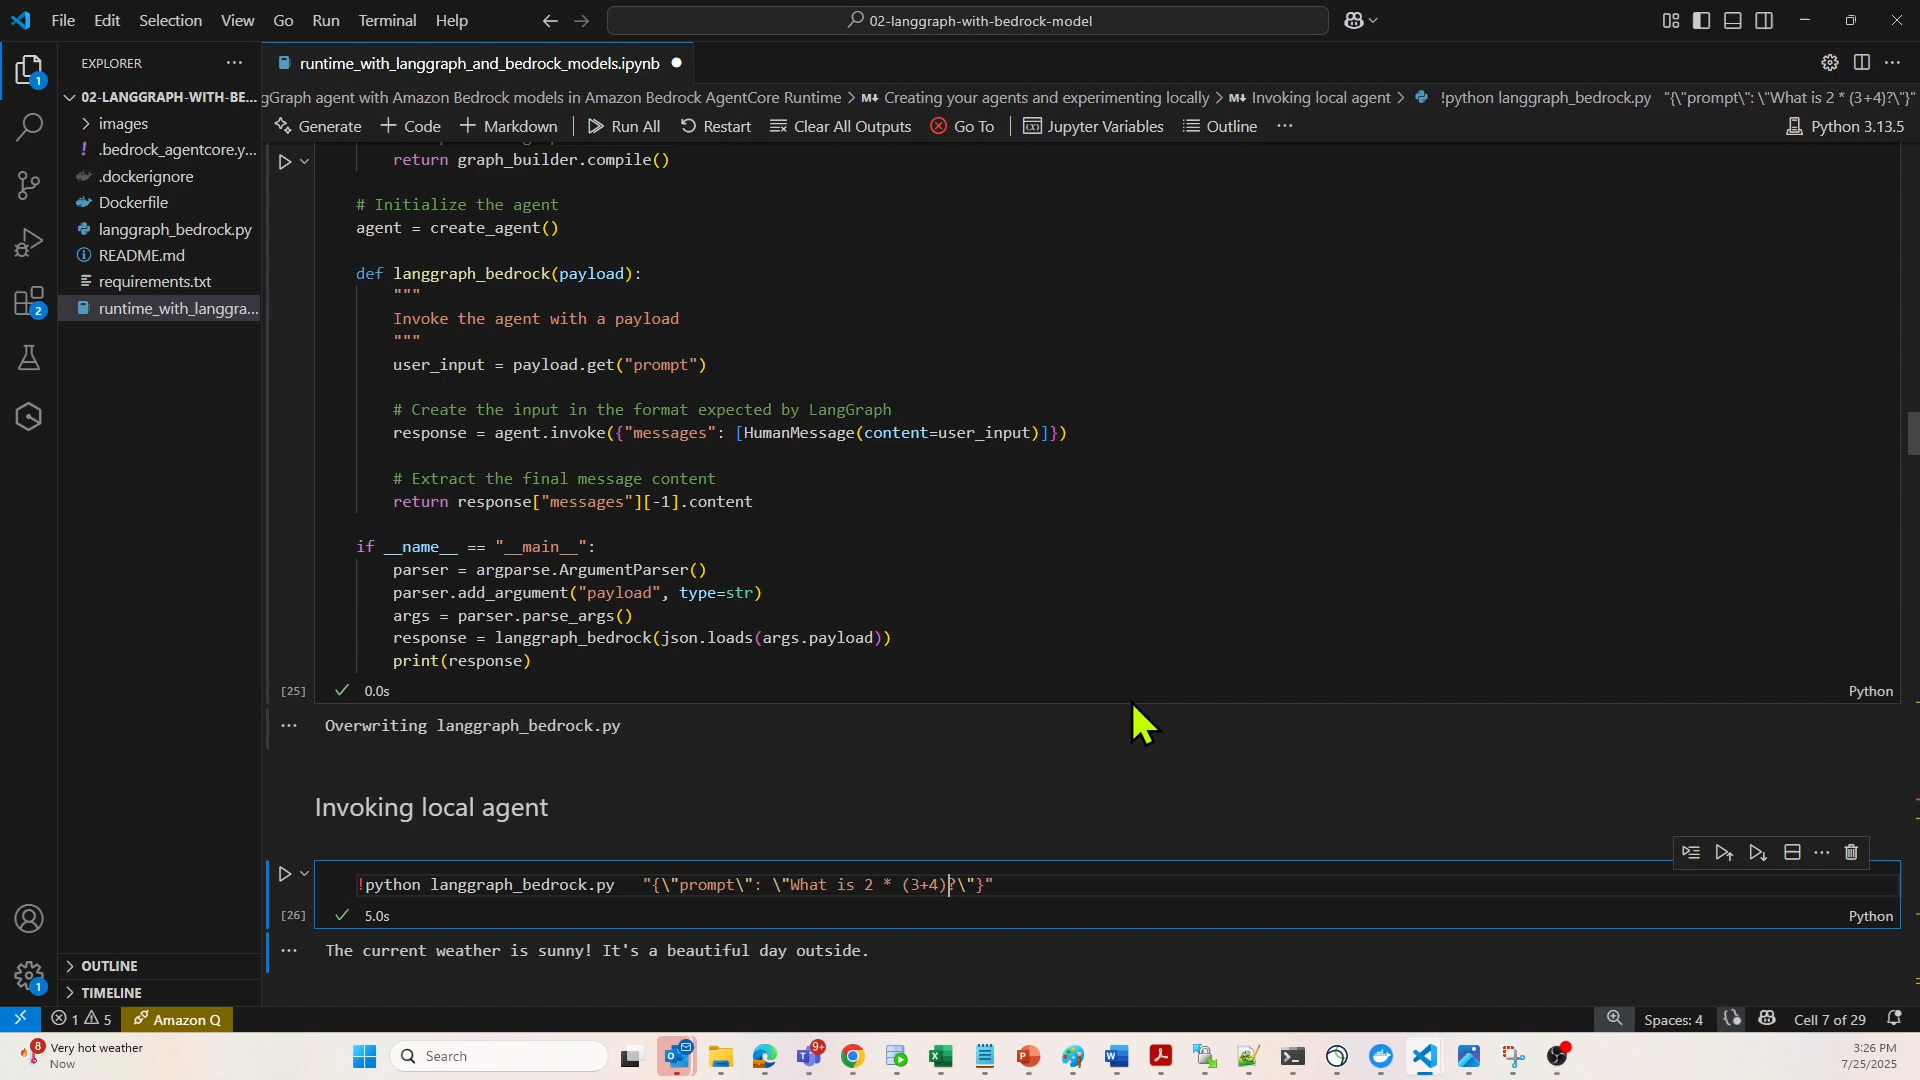 File Edit Selection View Go Run Terminal Help
02-langgraph-with-bedrock-model
EXPLORER
runtime_with_langgraph_and_bedrock_models.ipynb
02-LANGGRAPH-WITH-BE...
gGraph agent with Amazon Bedrock models in Amazon Bedrock AgentCore Runtime > M↓ Creating your agents and experimenting locally > M↓ Invoking local agent > !python langgraph_bedrock.py "{\"prompt\": \"What is 2 * (3+4)?\"}"
Generate + Code + Markdown Run All Restart Clear All Outputs Go To Jupyter Variables Outline ... Python 3.13.5
images
! .bedrock_agentcore.y...
.dockerignore
Dockerfile
langgraph_bedrock.py
README.md
requirements.txt
runtime_with_langgra...
return graph_builder.compile()
# Initialize the agent
agent = create_agent()
def langgraph_bedrock(payload):
"""
Invoke the agent with a payload
"""
user_input = payload.get("prompt")
# Create the input in the format expected by LangGraph
response = agent.invoke({"messages": [HumanMessage(content=user_input)]})
# Extract the final message content
return response["messages"][-1].content
if __name__ == "__main__":
parser = argparse.ArgumentParser()
parser.add_argument("payload", type=str)
args = parser.parse_args()
response = langgraph_bedrock(json.loads(args.payload))
print(response)
[25] 0.0s Python
... Overwriting langgraph_bedrock.py
Invoking local agent
!python langgraph_bedrock.py "{\"prompt\": \"What is 2 * (3+4)?\"}"
[26] 5.0s Python
... The current weather is sunny! It's a beautiful day outside.
OUTLINE
TIMELINE
1
1
2
1 5 Amazon Q Spaces: 4 Cell 7 of 29
8 Very hot weather
Now
Search
9+
3:26 PM
7/25/2025